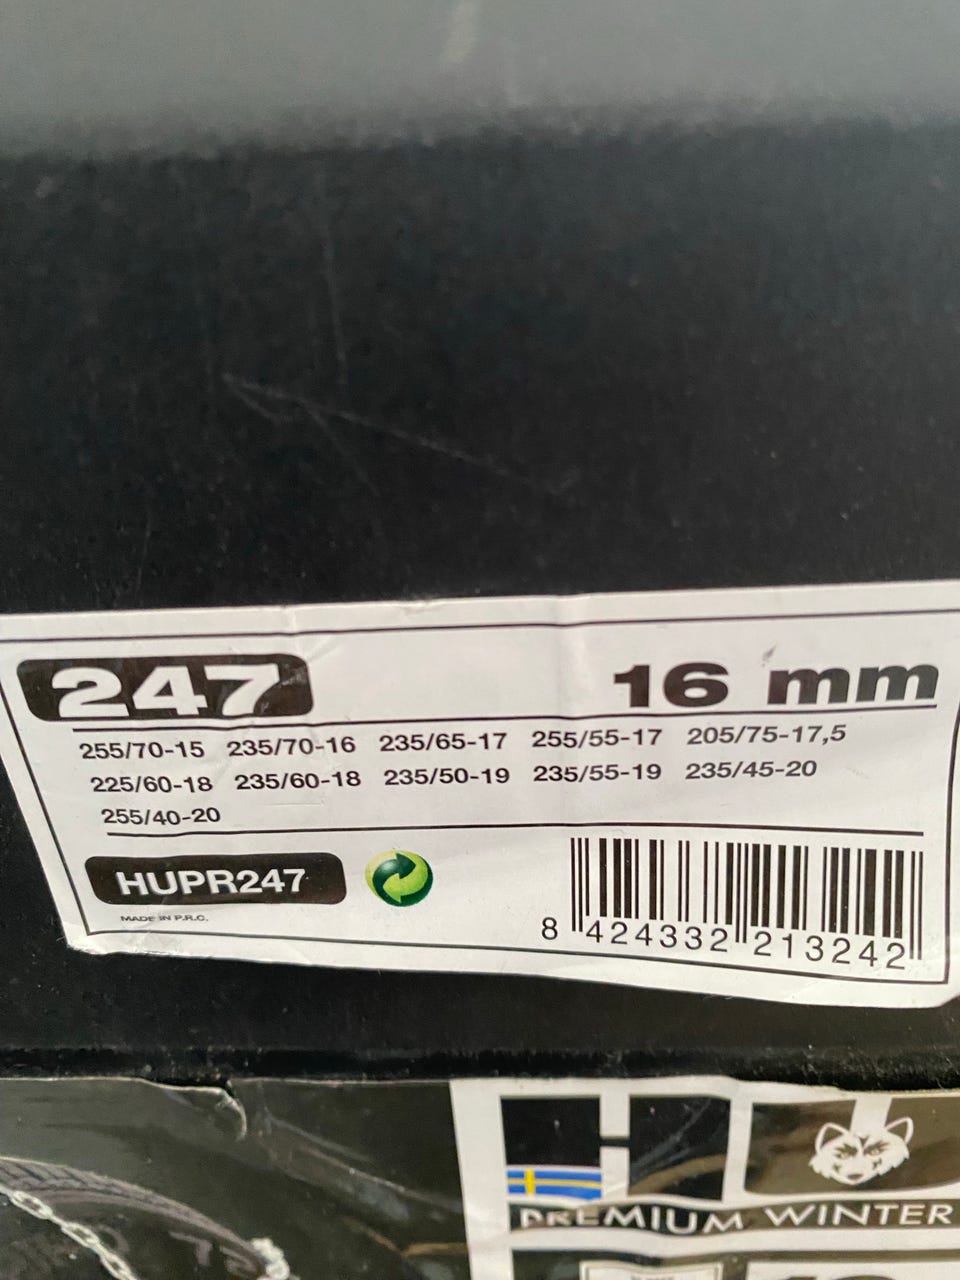 247 16 mm
255/70-15 235/70-16 235/65-17 255/55-17 205/75-17,5
225/60-18 235/60-18 235/50-19 235/55-19 235/45-20
255/40-20
HUPR247
MADE IN P.R.C.
8 424332 213242
PREMIUM WINTER